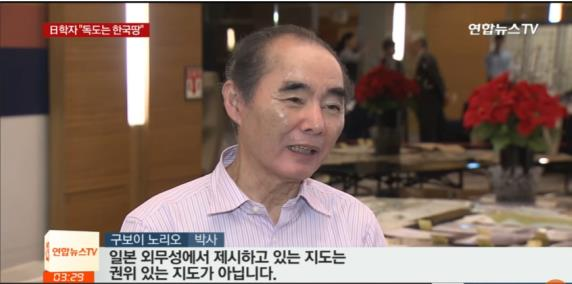 日학자 "독도는 한국땅"
연합뉴스TV
구보이 노리오 박사
연합뉴스TV
03:29
일본 외무성에서 제시하고 있는 지도는
권위 있는 지도가 아닙니다.